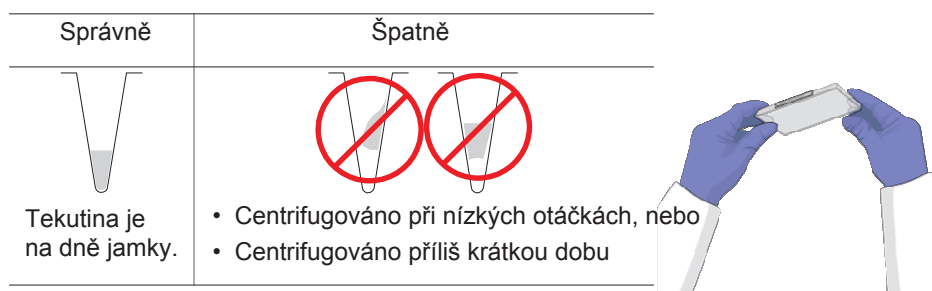 Správně
Špatně
Tekutina je
na dně jamky.
• Centrifugováno při nízkých otáčkách, nebo
• Centrifugováno příliš krátkou dobu